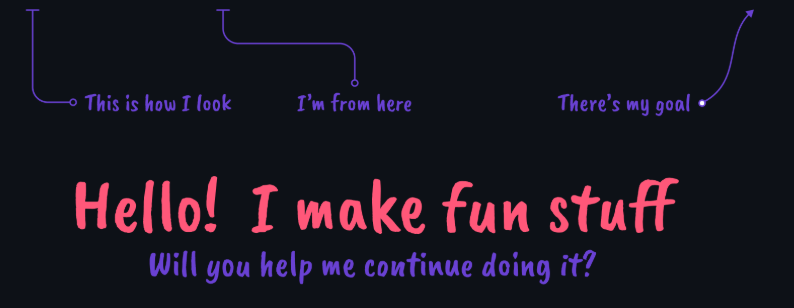 This is how I look I'm from here There's my goal
Hello! I make fun stuff
Will you help me continue doing it?